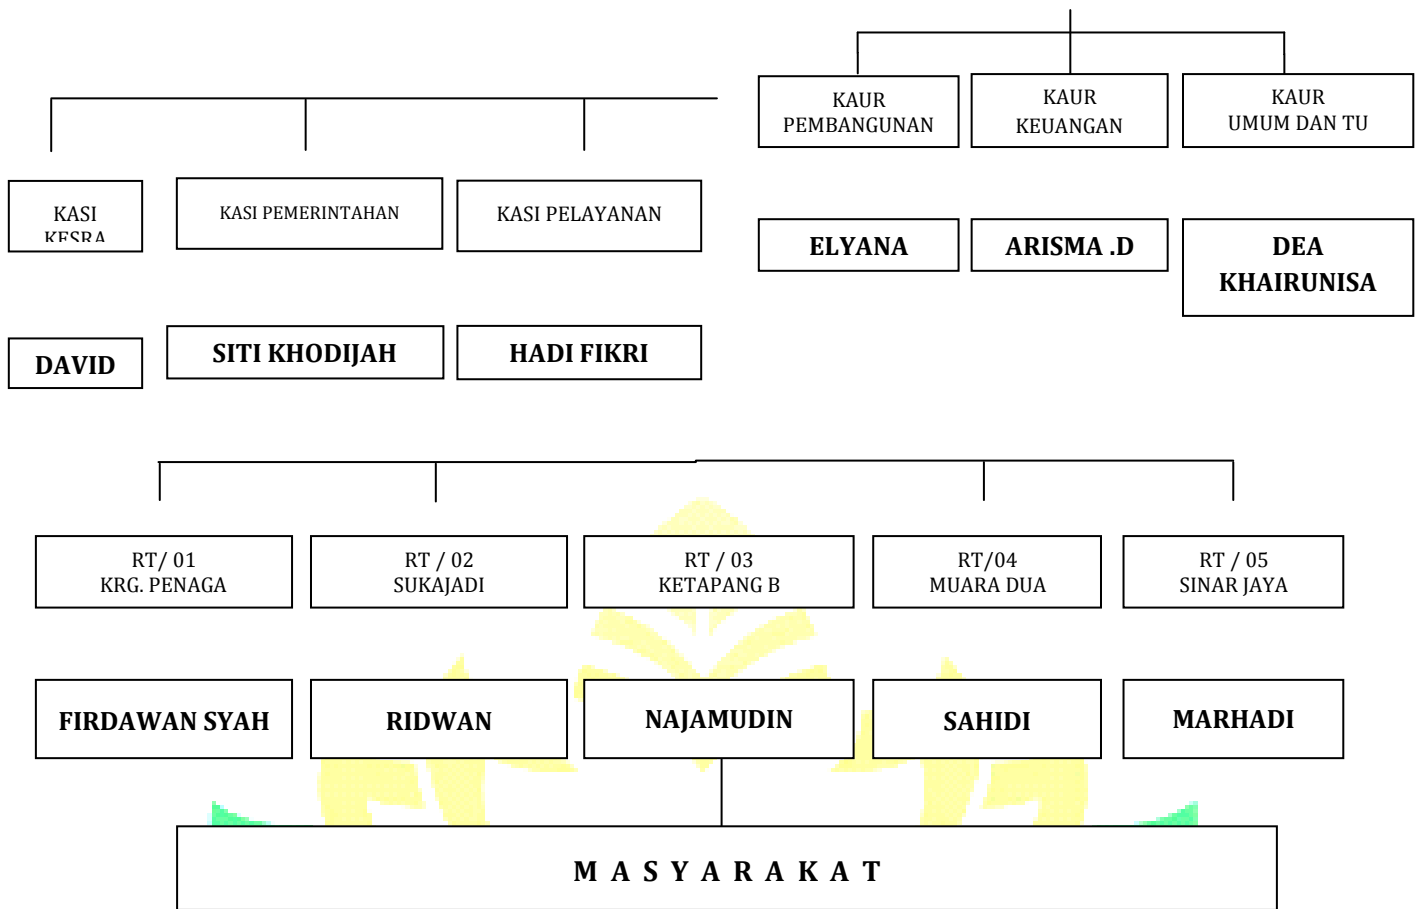 KAUR
PEMBANGUNAN
KAUR
KEUANGAN
KAUR
UMUM DAN TU
KASI
KESRA
KASI PEMERINTAHAN
KASI PELAYANAN
ELYANA
ARISMA .D
DEA
KHAIRUNISA
DAVID
SITI KHODIJAH
HADI FIKRI
RT/ 01
KRG. PENAGA
RT / 02
SUKAJADI
RT / 03
KETAPANG B
RT/04
MUARA DUA
RT / 05
SINAR JAYA
FIRDAWAN SYAH
RIDWAN
NAJAMUDIN
SAHIDI
MARHADI
M A S Y A R A K A T